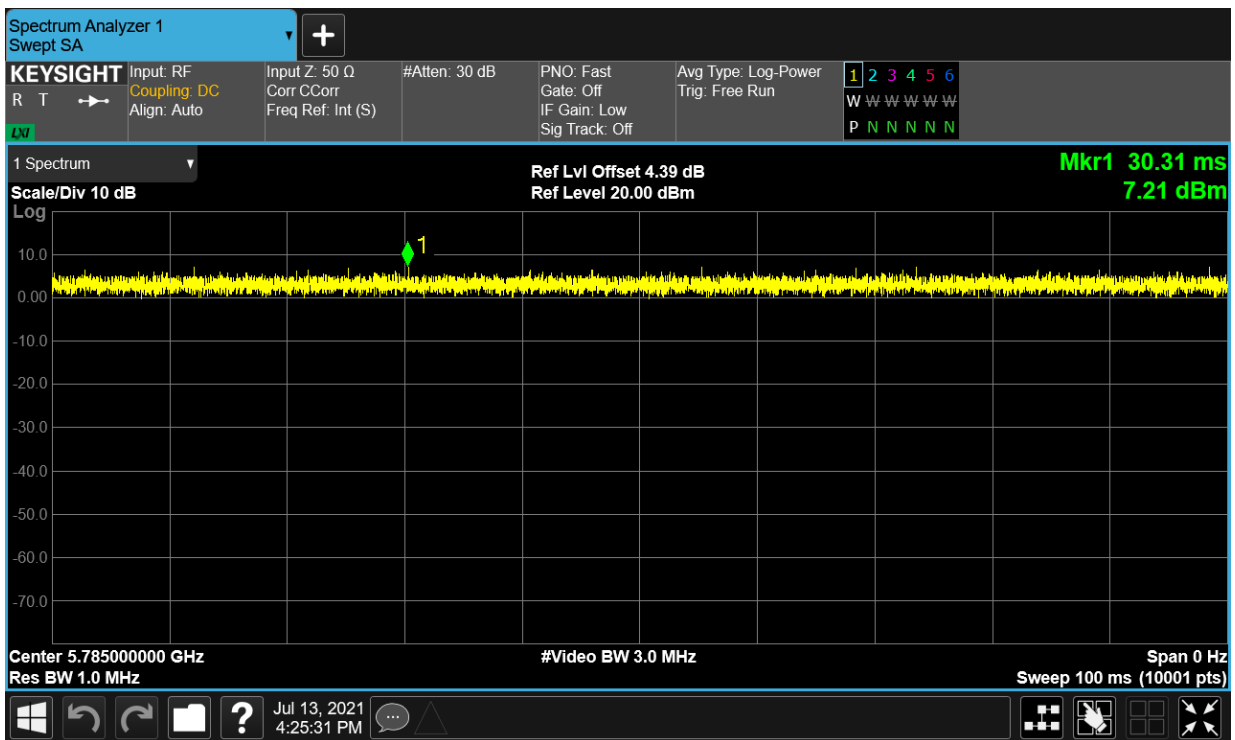 Spectrum Analyzer 1
Swept SA
▼
+
KEYSIGHT
R T
LXI
Input: RF
Coupling: DC
Align: Auto
Input Z: 50 Ω
Corr CCorr
Freq Ref: Int (S)
#Atten: 30 dB
PNO: Fast
Gate: Off
IF Gain: Low
Sig Track: Off
Avg Type: Log-Power
Trig: Free Run
1 2 3 4 5 6
W W W W W W
P N N N N N
1 Spectrum ▼
Scale/Div 10 dB
Ref Lvl Offset 4.39 dB
Ref Level 20.00 dBm
Mkr1 30.31 ms
7.21 dBm
Log
1
10.0
0.00
-10.0
-20.0
-30.0
-40.0
-50.0
-60.0
-70.0
Center 5.785000000 GHz
Res BW 1.0 MHz
#Video BW 3.0 MHz
Span 0 Hz
Sweep 100 ms (10001 pts)
?
Jul 13, 2021
4:25:31 PM